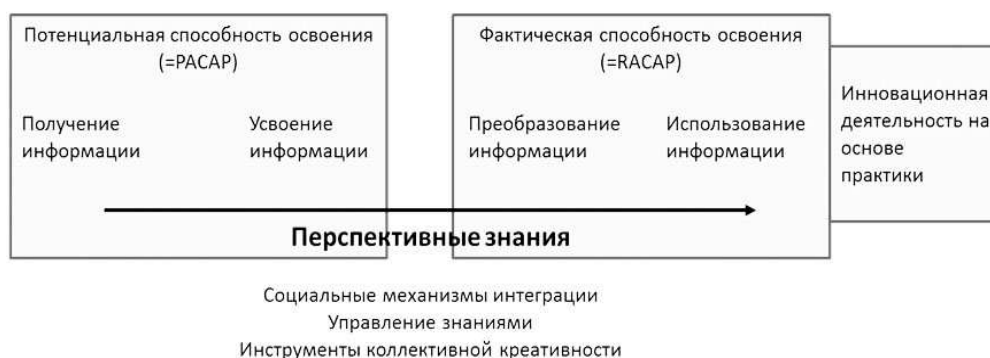 Потенциальная способность освоения
(=PACAP)
Получение
информации
Усвоение
информации
Фактическая способность освоения
(=RACAP)
Преобразование
информации
Использование
информации
Инновационная
деятельность на
основе
практики
Перспективные знания
Социальные механизмы интеграции
Управление знаниями
Инструменты коллективной креативности